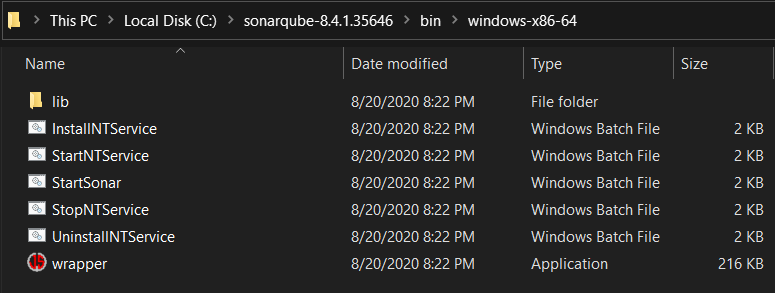 This PC > Local Disk (C:) > sonarqube-8.4.1.35646 > bin > windows-x86-64
Name Date modified Type Size
lib 8/20/2020 8:22 PM File folder
InstallNTService 8/20/2020 8:22 PM Windows Batch File 2 KB
StartNTService 8/20/2020 8:22 PM Windows Batch File 2 KB
StartSonar 8/20/2020 8:22 PM Windows Batch File 2 KB
StopNTService 8/20/2020 8:22 PM Windows Batch File 2 KB
UninstallNTService 8/20/2020 8:22 PM Windows Batch File 2 KB
wrapper 8/20/2020 8:22 PM Application 216 KB